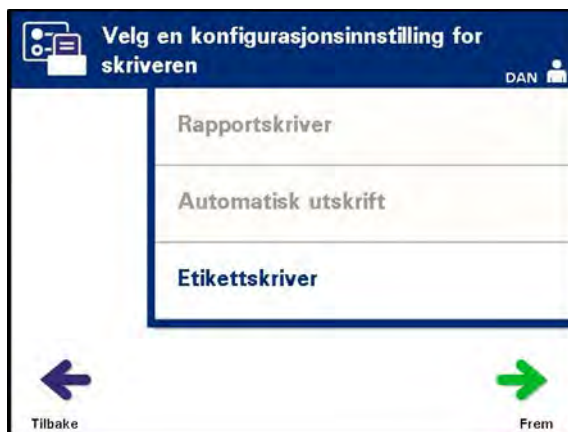 Velg en konfigurasjonsinnstilling for
skriveren
DAN
Rapportskriver
Automatisk utskrift
Etikettskriver
Tilbake
Frem